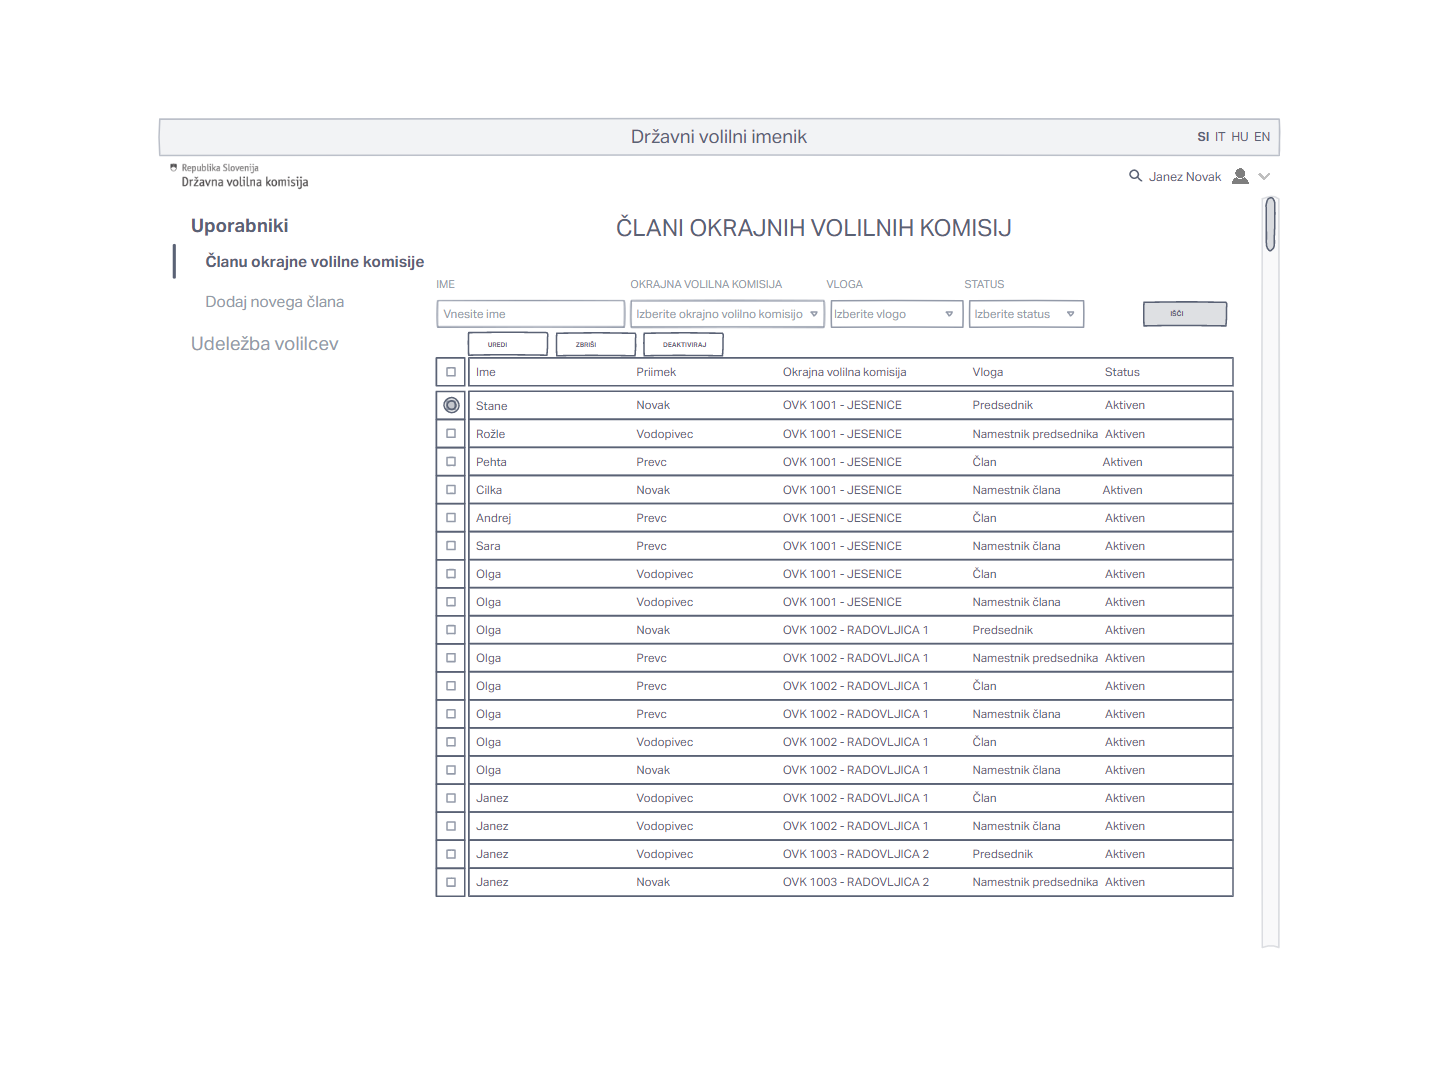 Državni volilni imenik
SI IT HU EN
Republika Slovenija
Državna volilna komisija
Janez Novak
Uporabniki
Članu okrajne volilne komisije
Dodaj novega člana
Udeležba volilcev
ČLANI OKRAJNIH VOLILNIH KOMISIJ
IME OKRAJNA VOLILNA KOMISIJA VLOGA STATUS
Vnesite ime Izberite okrajno volilno komisijo Izberite vlogo Izberite status IŠČI
UREDI ZBRIŠI DEAKTIVIRAJ
Ime Priimek Okrajna volilna komisija Vloga Status
Stane Novak OVK 1001 - JESENICE Predsednik Aktiven
Rožle Vodopivec OVK 1001 - JESENICE Namestnik predsednika Aktiven
Pehta Prevc OVK 1001 - JESENICE Član Aktiven
Cilka Novak OVK 1001 - JESENICE Namestnik člana Aktiven
Andrej Prevc OVK 1001 - JESENICE Član Aktiven
Sara Prevc OVK 1001 - JESENICE Namestnik člana Aktiven
Olga Vodopivec OVK 1001 - JESENICE Član Aktiven
Olga Vodopivec OVK 1001 - JESENICE Namestnik člana Aktiven
Olga Novak OVK 1002 - RADOVLJICA 1 Predsednik Aktiven
Olga Prevc OVK 1002 - RADOVLJICA 1 Namestnik predsednika Aktiven
Olga Prevc OVK 1002 - RADOVLJICA 1 Član Aktiven
Olga Prevc OVK 1002 - RADOVLJICA 1 Namestnik člana Aktiven
Olga Vodopivec OVK 1002 - RADOVLJICA 1 Član Aktiven
Olga Novak OVK 1002 - RADOVLJICA 1 Namestnik člana Aktiven
Janez Vodopivec OVK 1002 - RADOVLJICA 1 Član Aktiven
Janez Vodopivec OVK 1002 - RADOVLJICA 1 Namestnik člana Aktiven
Janez Vodopivec OVK 1003 - RADOVLJICA 2 Predsednik Aktiven
Janez Novak OVK 1003 - RADOVLJICA 2 Namestnik predsednika Aktiven